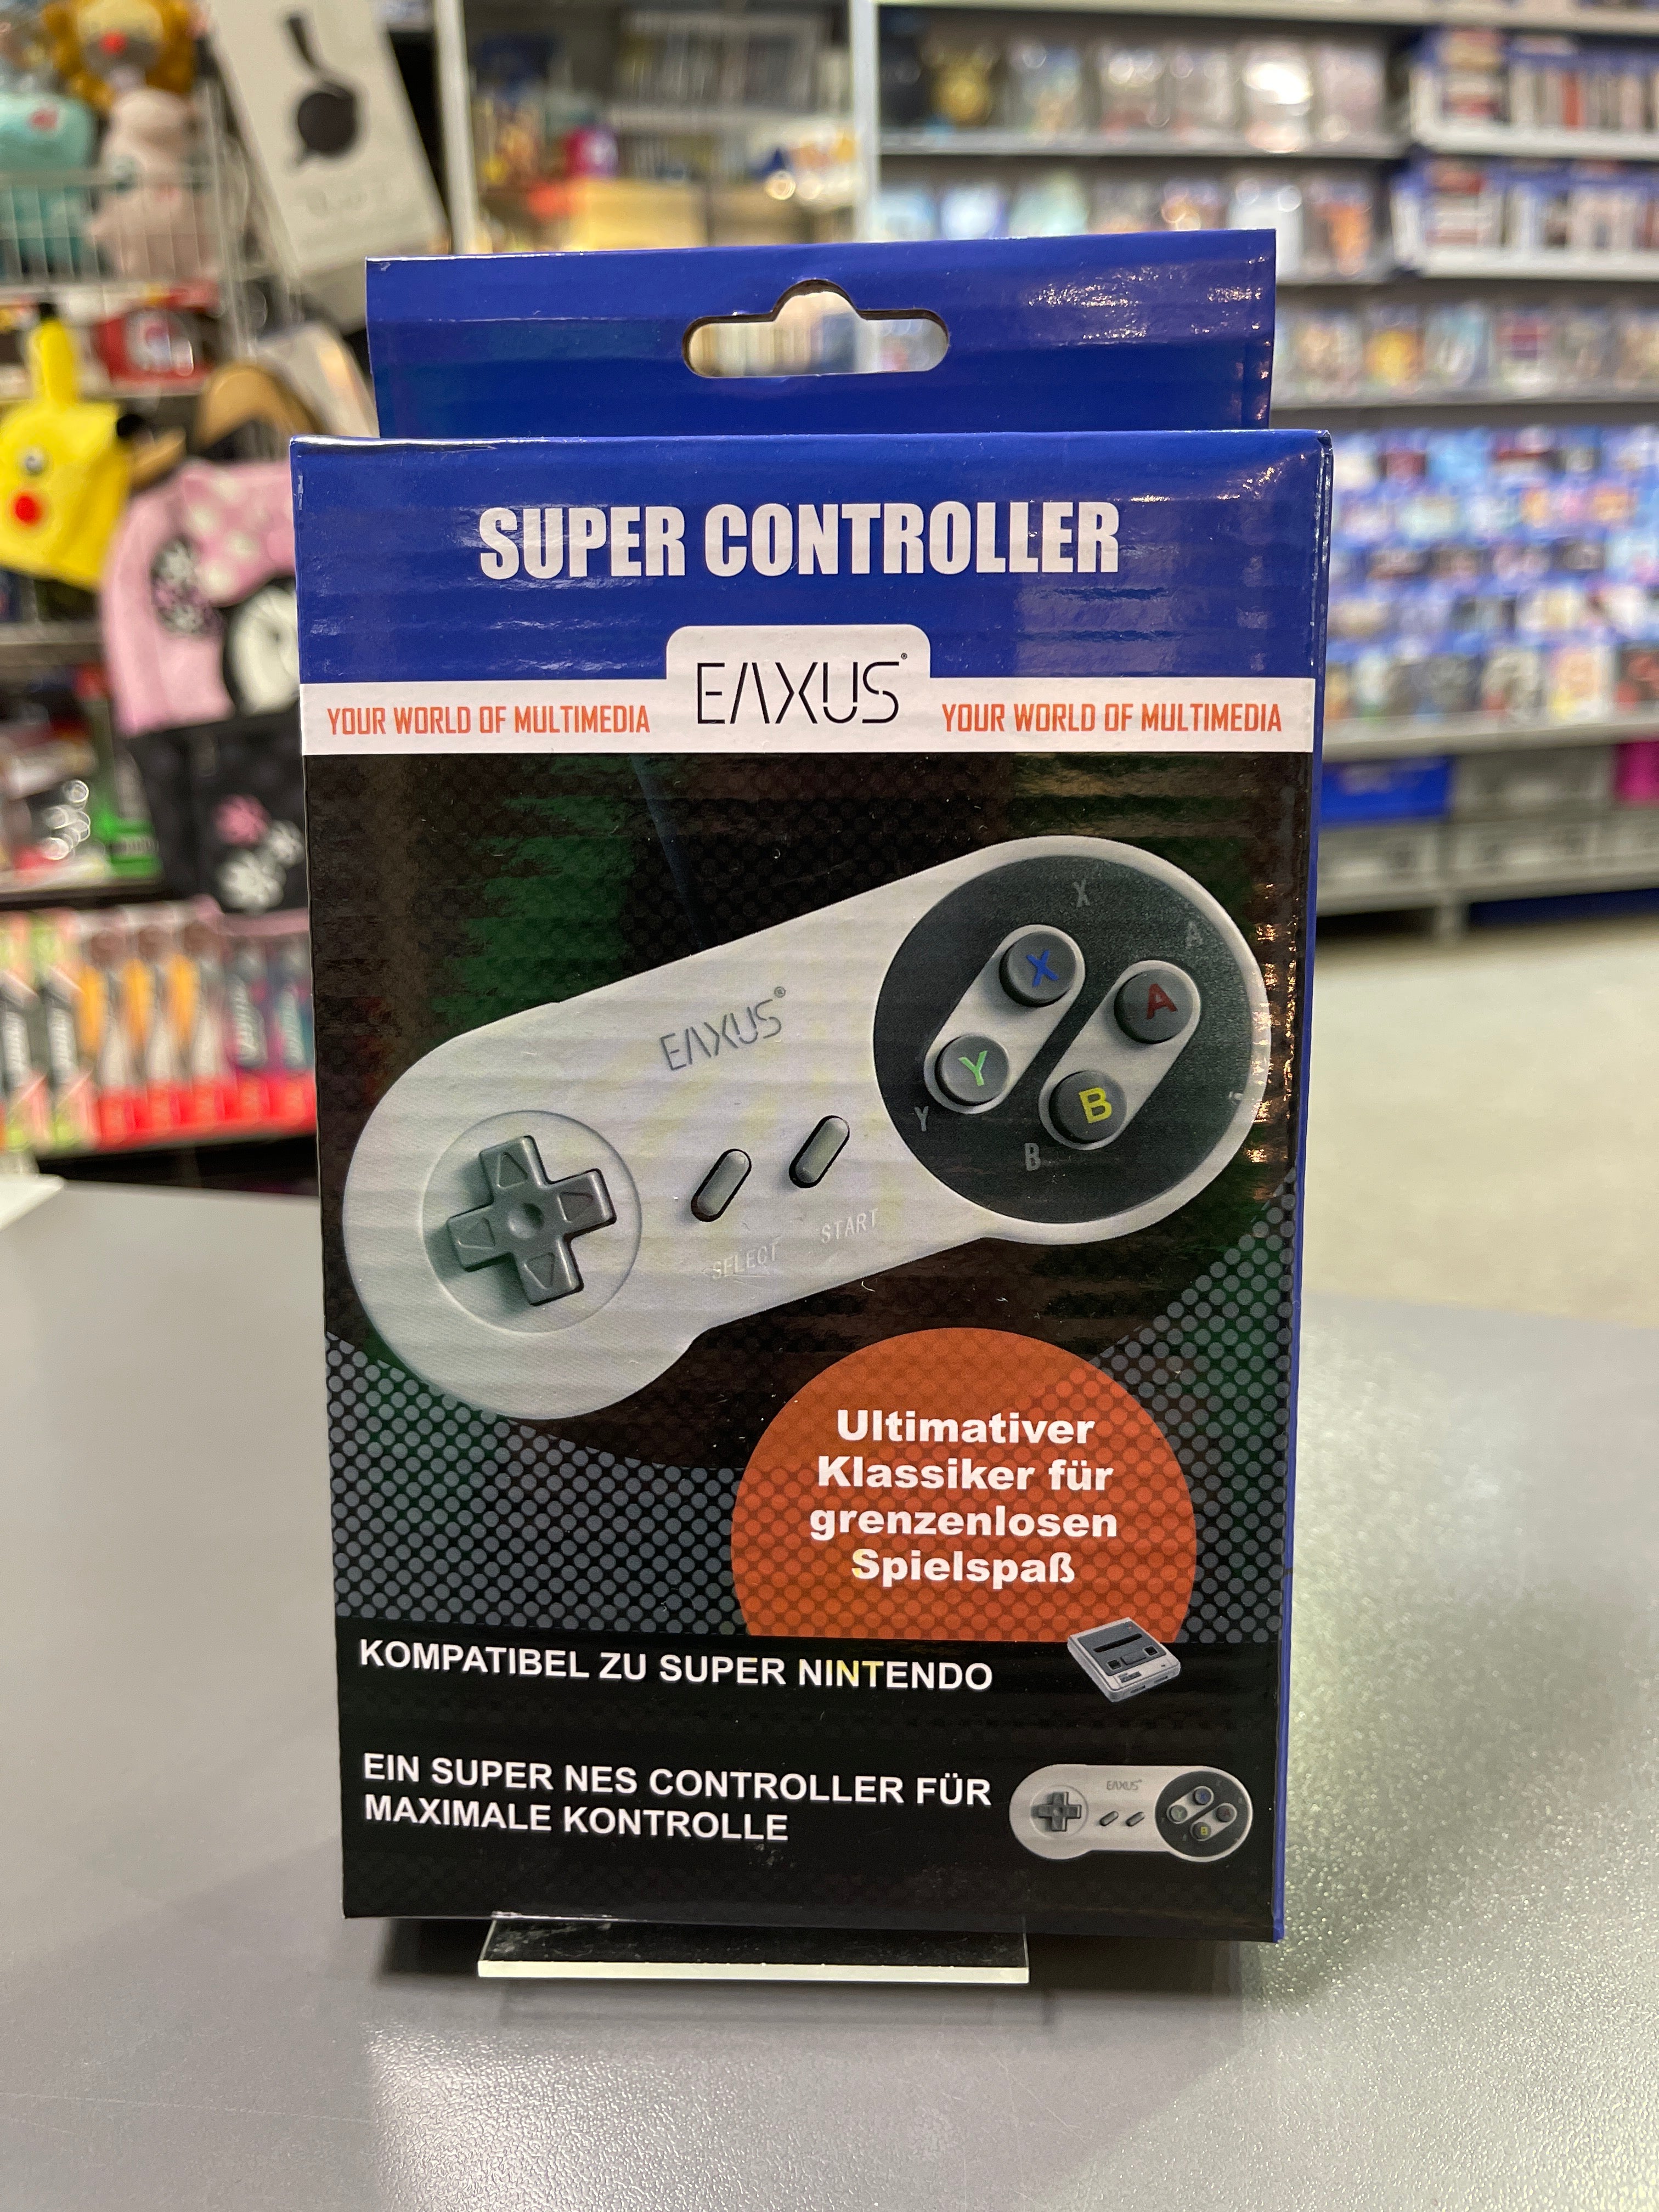 SUPER CONTROLLER
EAXUS®
YOUR WORLD OF MULTIMEDIA
YOUR WORLD OF MULTIMEDIA
EAXUS®
X
A
X
A
Y
B
Y
B
SELECT
START
Ultimativer
Klassiker für
grenzenlosen
Spielspaß
KOMPATIBEL ZU SUPER NINTENDO
EIN SUPER NES CONTROLLER FÜR
MAXIMALE KONTROLLE
EAXUS®
B